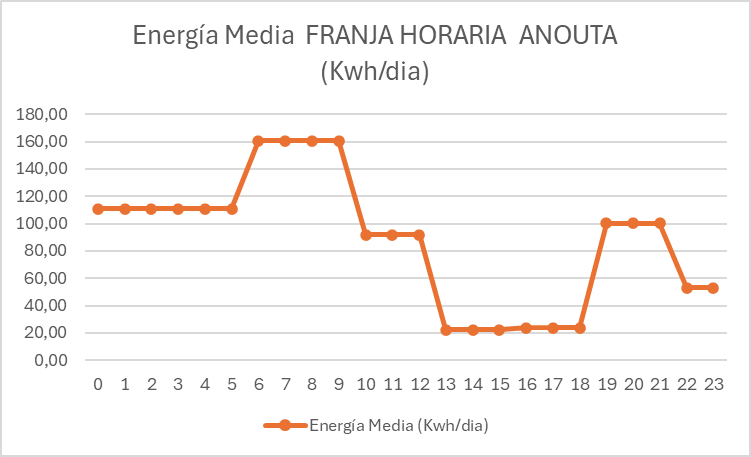 Energía Media  FRANJA HORARIA  ANOUTA
(Kwh/dia)
180,00
160,00
140,00
120,00
100,00
80,00
60,00
40,00
20,00
0,00
0 1 2 3 4 5 6 7 8 9 10 11 12 13 14 15 16 17 18 19 20 21 22 23
Energía Media (Kwh/dia)